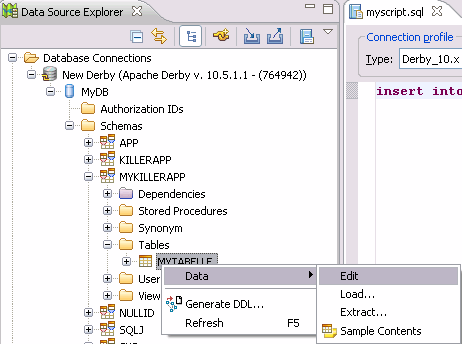 Data Source Explorer
Database Connections
New Derby (Apache Derby v. 10.5.1.1 - (764942))
MyDB
Authorization IDs
Schemas
APP
KILLERAPP
MYKILLERAPP
Dependencies
Stored Procedures
Synonym
Tables
MYTABELLE
User
View
NULLID
SQLJ
Data
Generate DDL...
Refresh F5
Edit
Load...
Extract...
Sample Contents
myscript.sql
Connection profile
Type: Derby_10.x
insert into